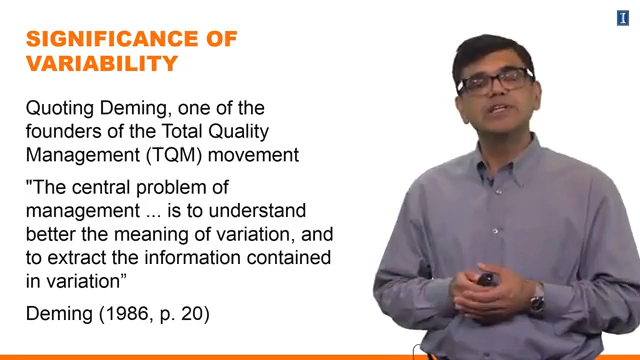 SIGNIFICANCE OF
VARIABILITY
Quoting Deming, one of the
founders of the Total Quality
Management (TQM) movement
"The central problem of
management ... is to understand
better the meaning of variation, and
to extract the information contained
in variation”
Deming (1986, p. 20)
I